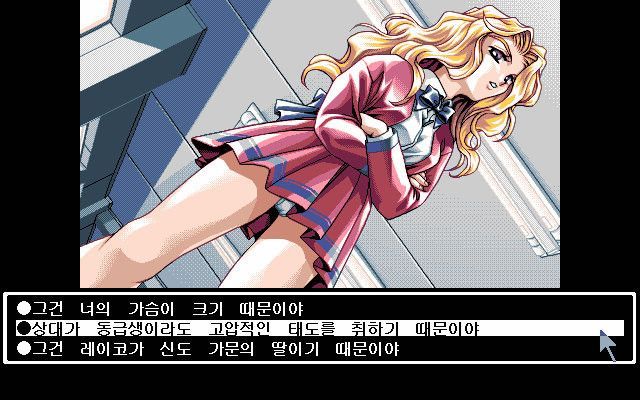 ●그건 너의 가슴이 크기 때문이야
●상대가 동급생이라도 고압적인 태도를 취하기 때문이야
●그건 레이코가 신도 가문의 딸이기 때문이야